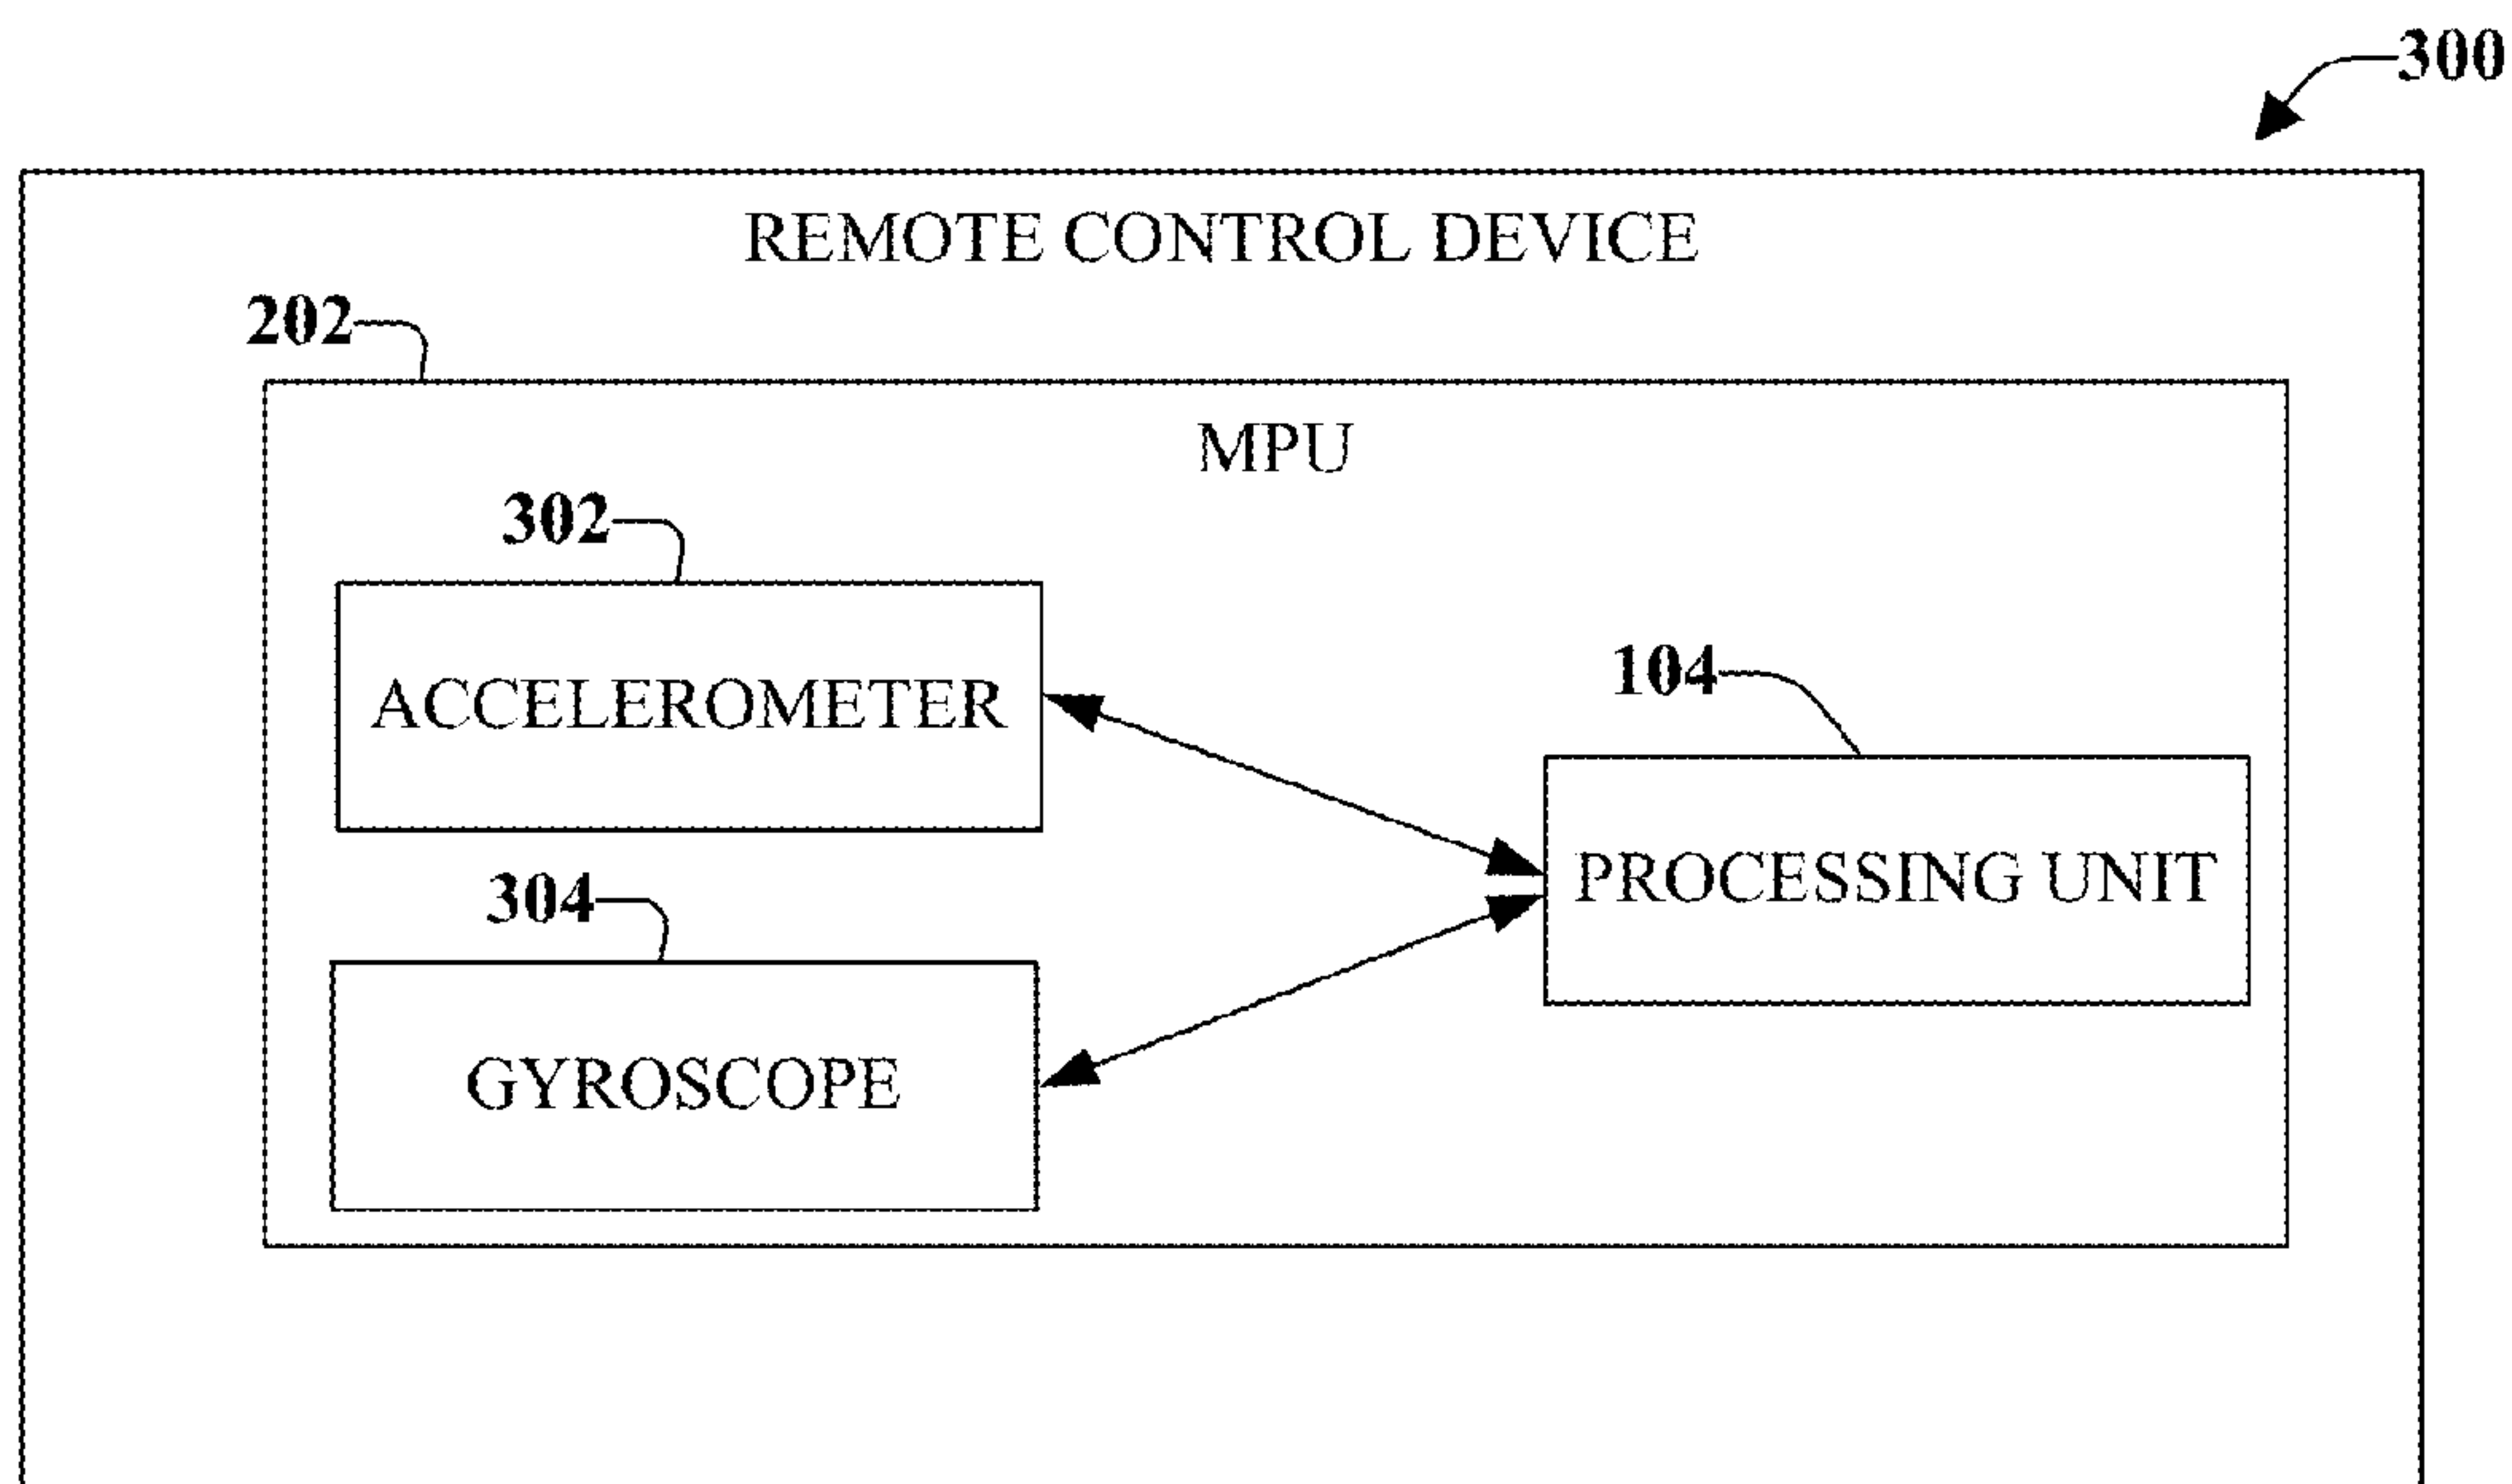 300
REMOTE CONTROL DEVICE
202
MPU
302
ACCELEROMETER
104
PROCESSING UNIT
304
GYROSCOPE